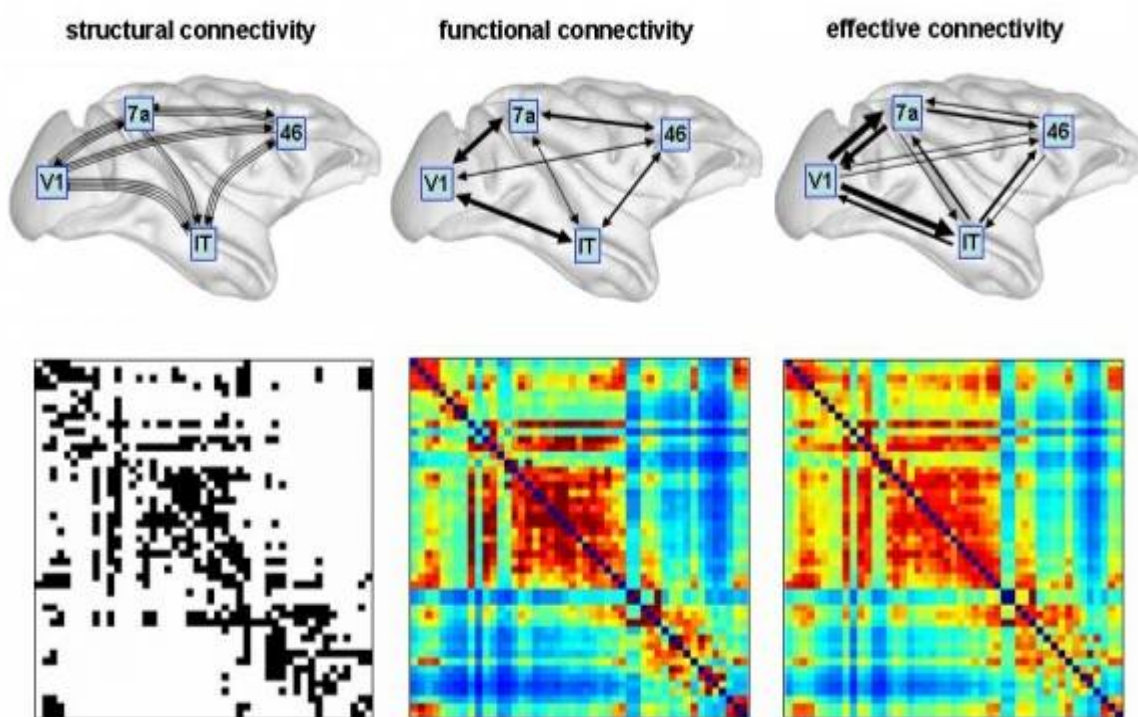 structural connectivity
functional connectivity
effective connectivity
7a
46
V1
IT
7a
46
V1
IT
7a
46
V1
IT